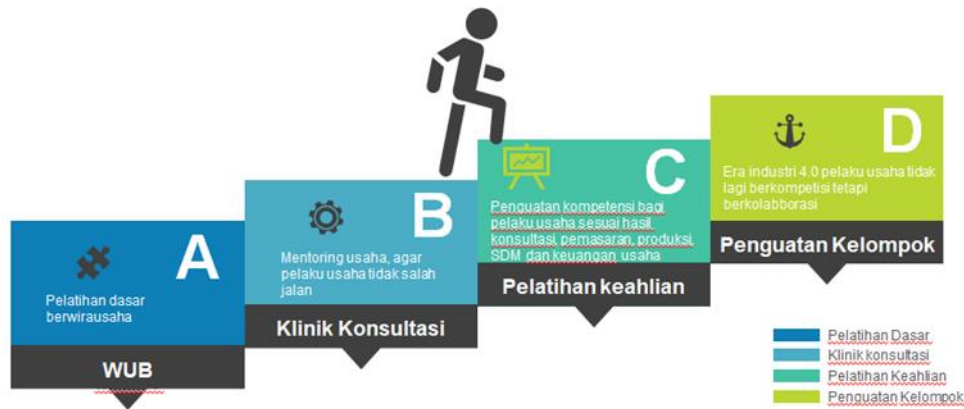 A
Pelatihan dasar
berwirausaha
WUB
B
Mentoring usaha, agar
pelaku usaha tidak salah
jalan
Klinik Konsultasi
C
Penguatan kompetensi bagi
pelaku usaha sesuai hasil
konsultasi, pemasaran, produksi,
SDM dan keuangan usaha
Pelatihan keahlian
D
Era industri 4.0 pelaku usaha tidak
lagi berkompetisi tetapi
berkolabborasi
Penguatan Kelompok
Pelatihan Dasar
Klinik konsultasi
Pelatihan Keahlian
Penguatan Kelompok